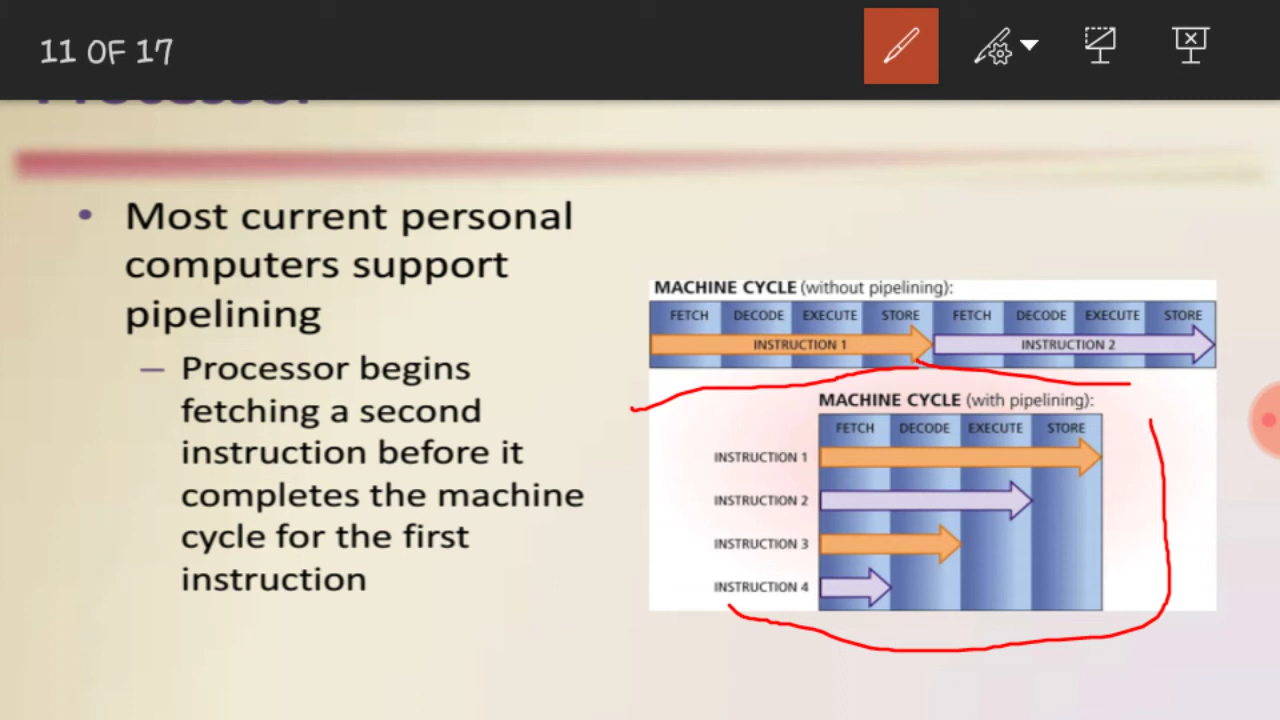 11 OF 17
Processor
• Most current personal
computers support
pipelining
– Processor begins
fetching a second
instruction before it
completes the machine
cycle for the first
instruction
MACHINE CYCLE (without pipelining):
FETCH DECODE EXECUTE STORE FETCH DECODE EXECUTE STORE
INSTRUCTION 1 INSTRUCTION 2
MACHINE CYCLE (with pipelining):
FETCH DECODE EXECUTE STORE
INSTRUCTION 1
INSTRUCTION 2
INSTRUCTION 3
INSTRUCTION 4